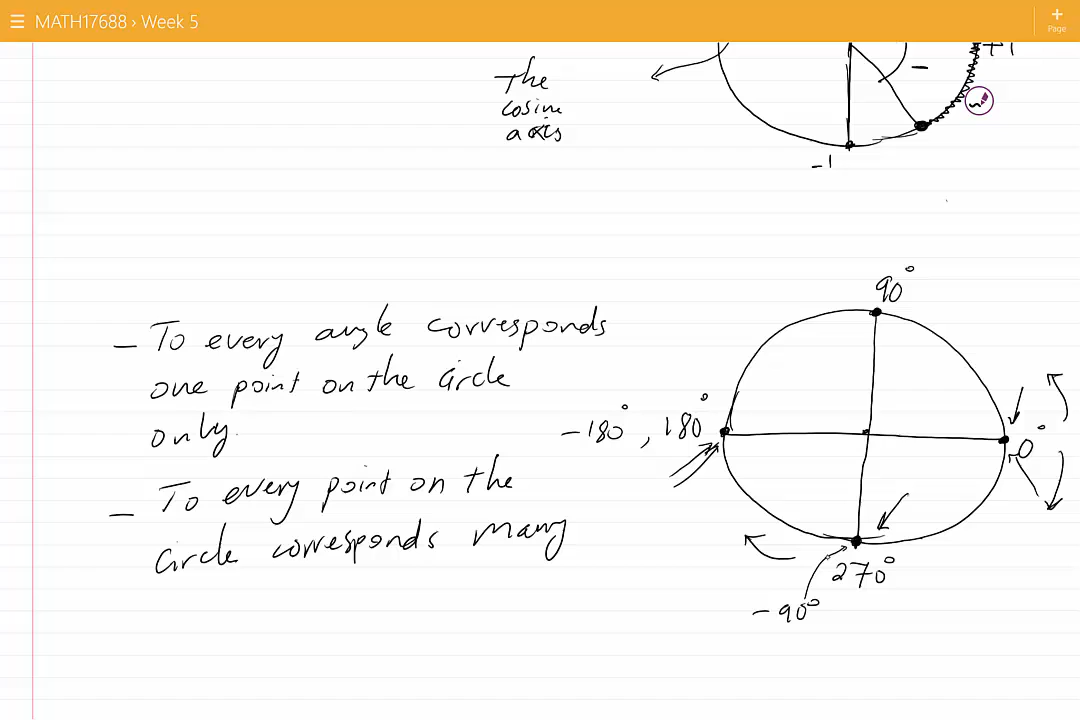 MATH17688 › Week 5
+
Page
+1
The
cosine
axis
-
-1
90°
- To every angle corresponds
one point on the circle
only.
-180°, 180°
0°
- To every point on the
circle corresponds many
270°
-90°